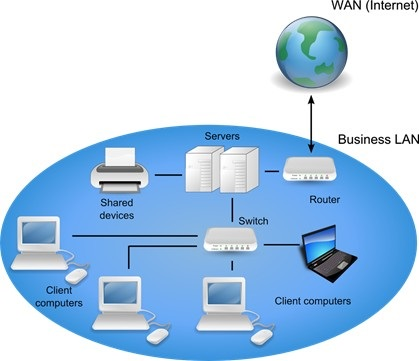 WAN (Internet)
Business LAN
Servers
Shared
devices
Router
Switch
Client
computers
Client computers